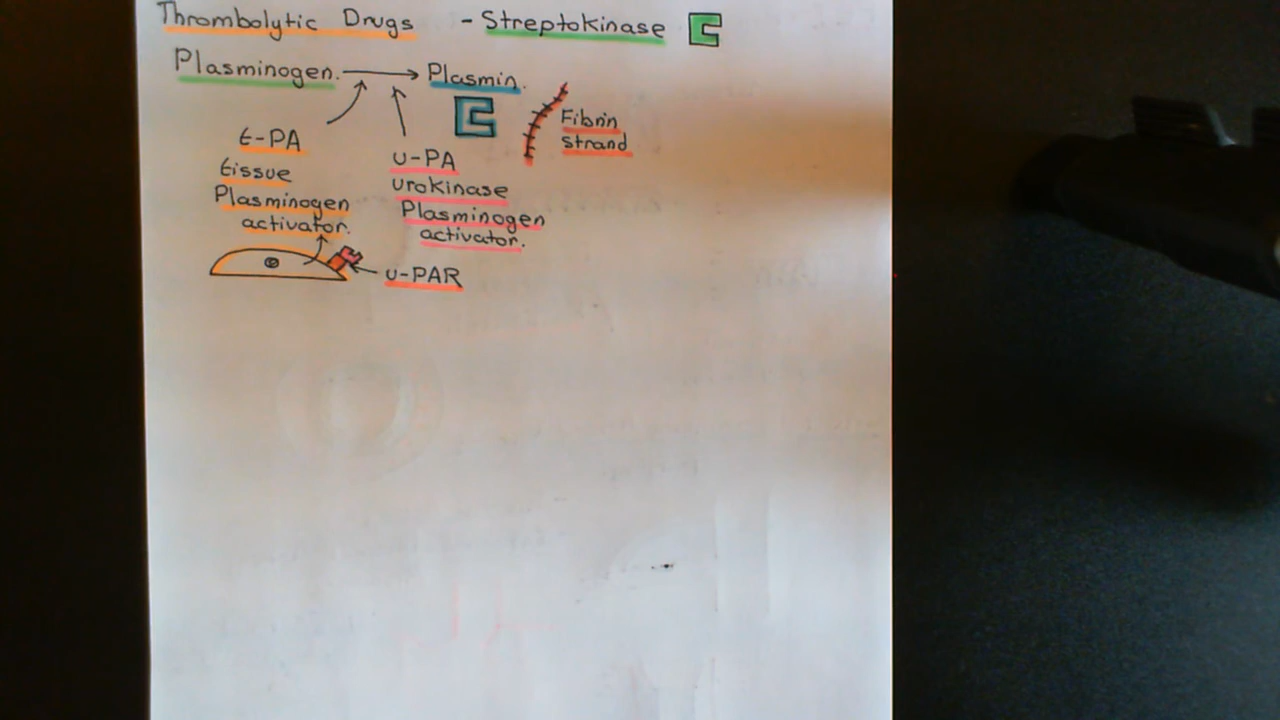 Thrombolytic Drugs - Streptokinase
Plasminogen. → Plasmin.
Fibrin
strand
t-PA
tissue
Plasminogen
activator.
u-PA
urokinase
Plasminogen
activator.
u-PAR